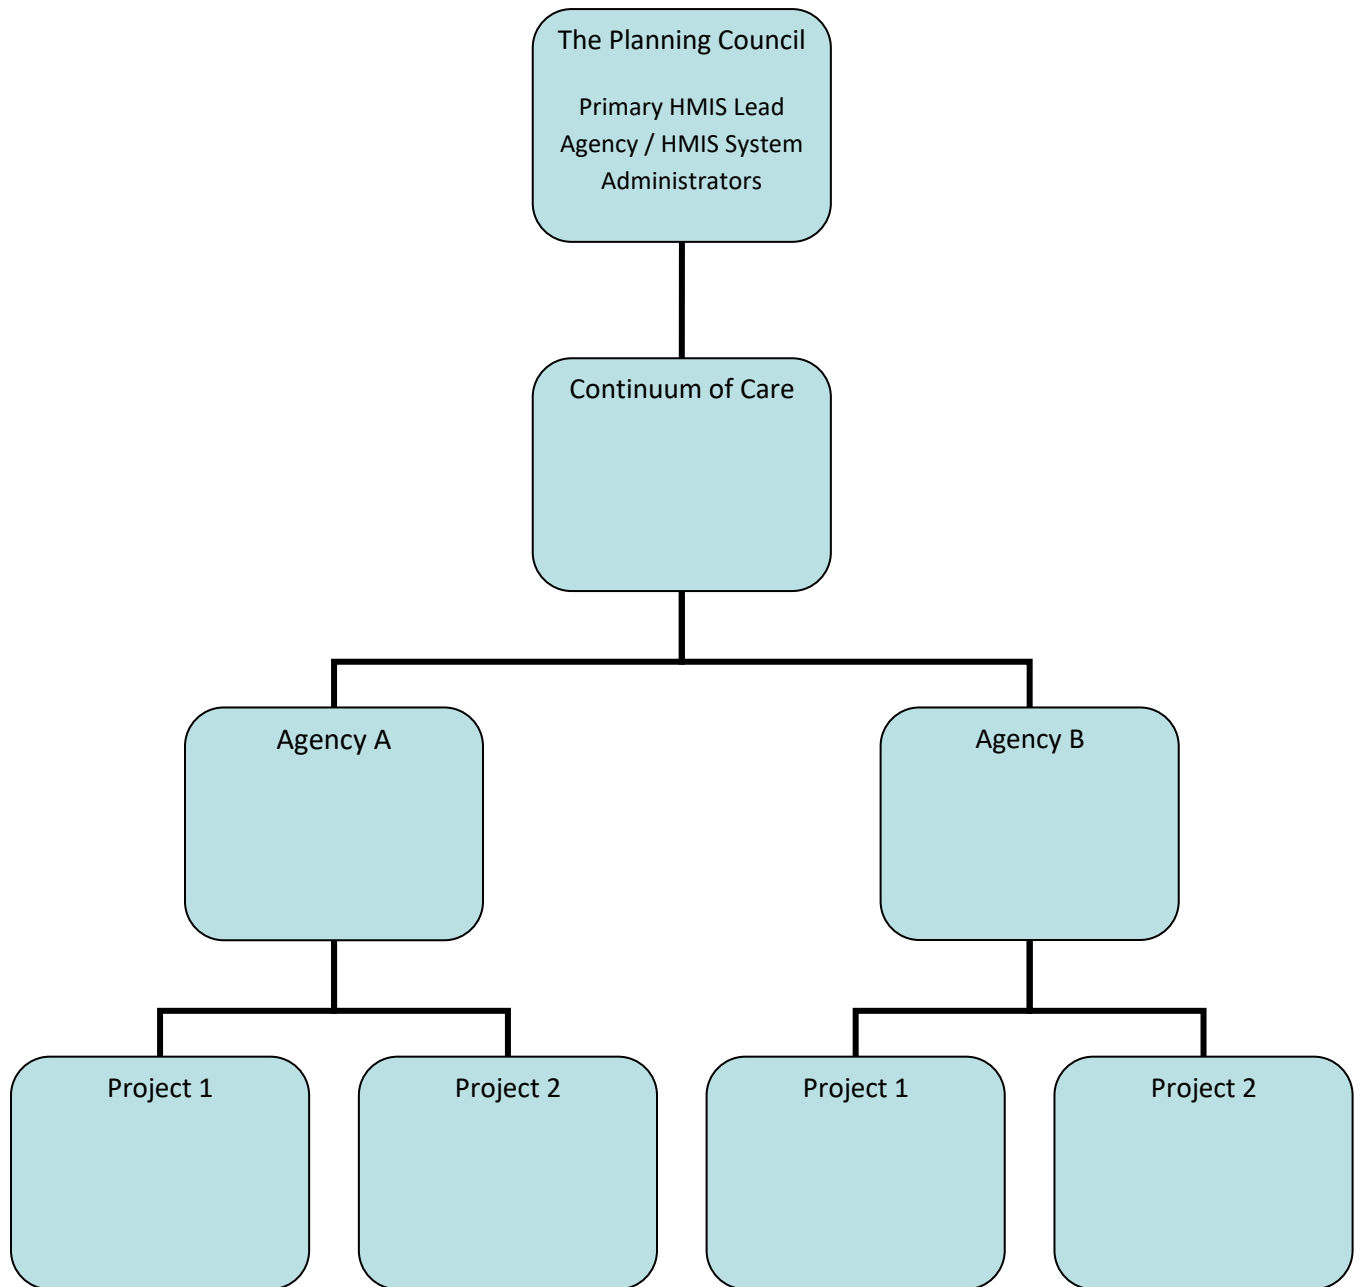 The Planning Council
Primary HMIS Lead
Agency / HMIS System
Administrators
Continuum of Care
Agency A
Agency B
Project 1
Project 2
Project 1
Project 2